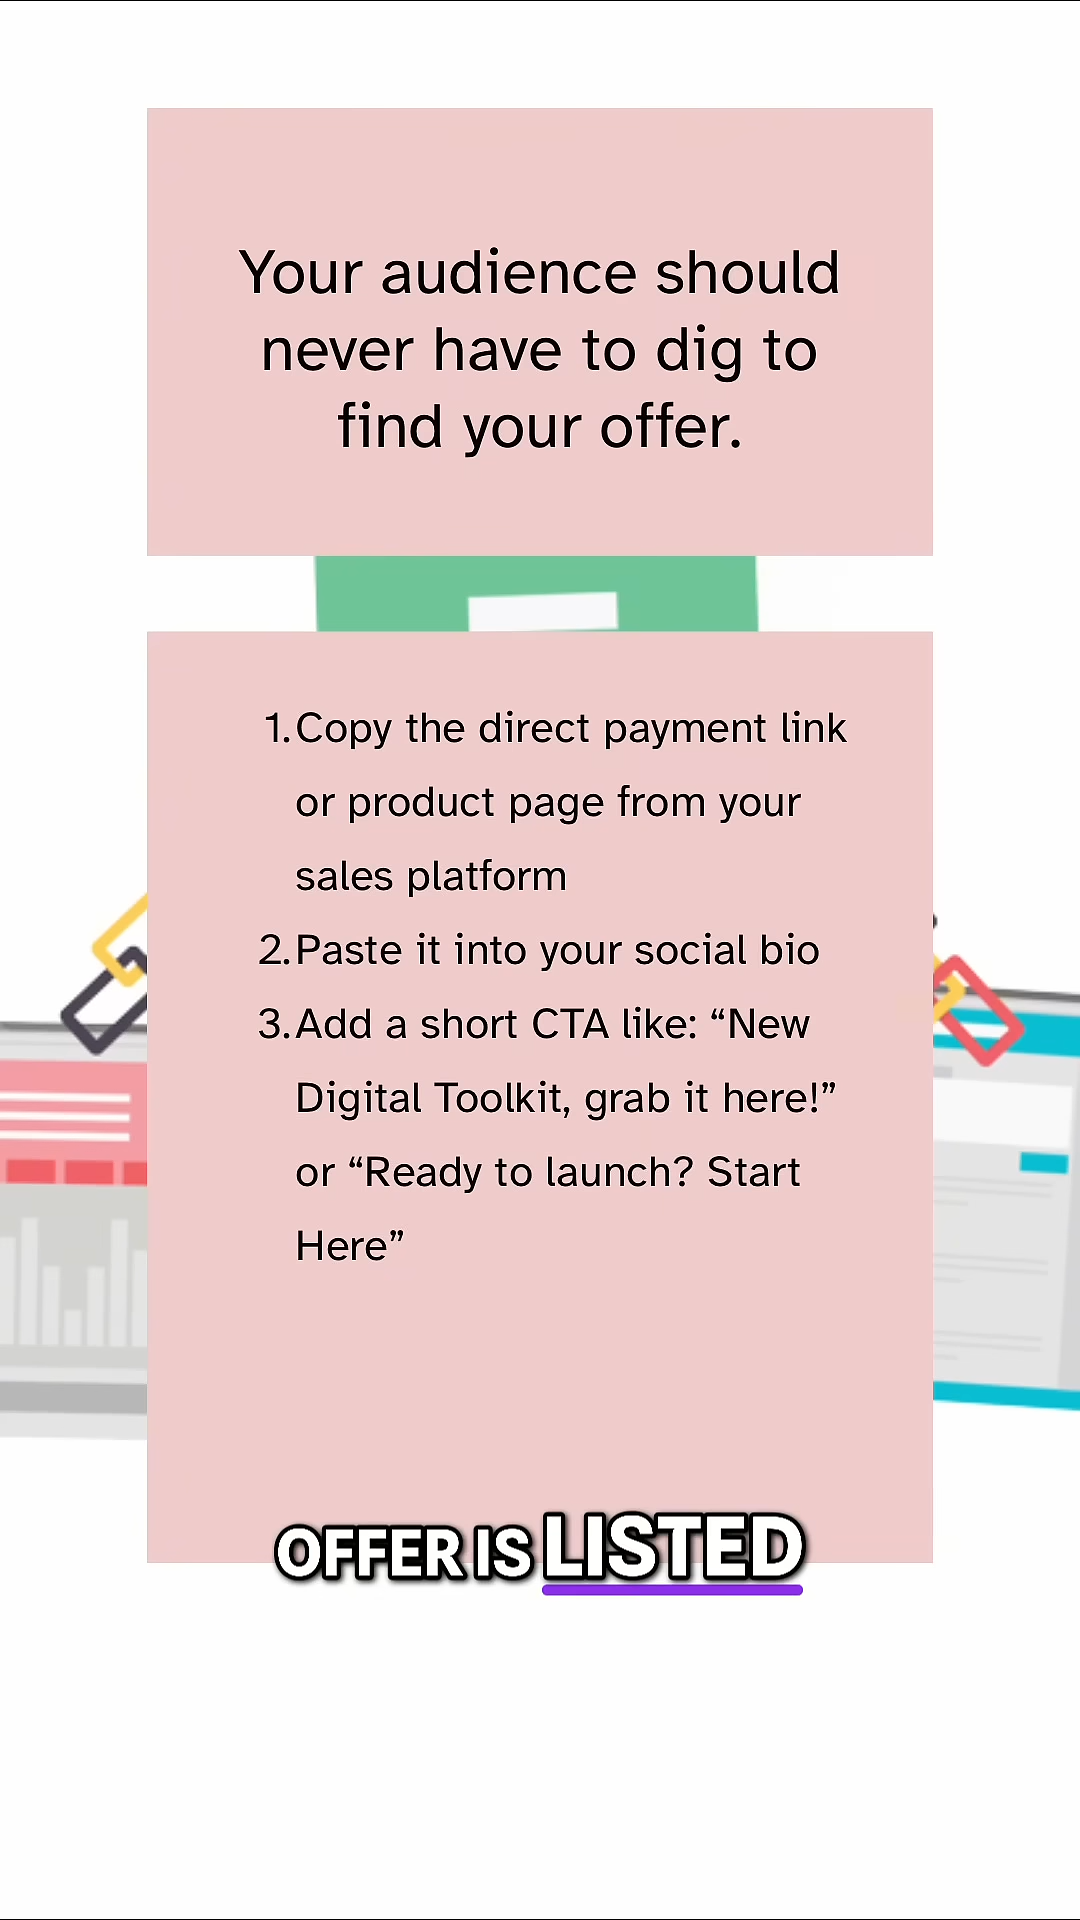 Your audience should
never have to dig to
find your offer.
1.Copy the direct payment link
or product page from your
sales platform
2.Paste it into your social bio
3.Add a short CTA like: “New
Digital Toolkit, grab it here!”
or “Ready to launch? Start
Here”
OFFER IS LISTED